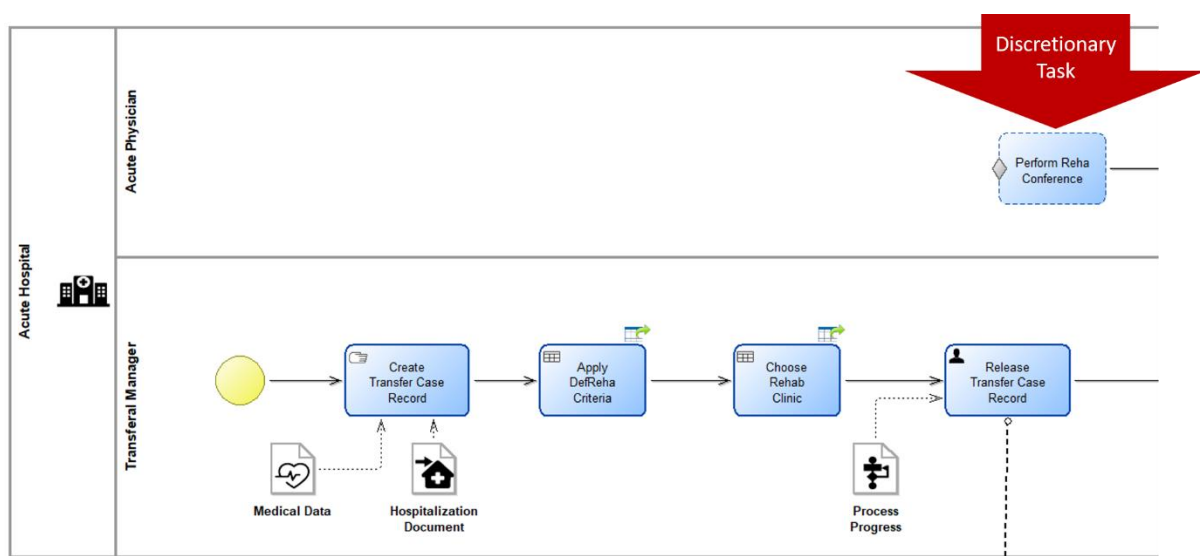 Discretionary
Task
Acute Hospital
Acute Physician
Perform Reha
Conference
Transferal Manager
Create
Transfer Case
Record
Apply
DefReha
Criteria
Choose
Rehab
Clinic
Release
Transfer Case
Record
Medical Data
Hospitalization
Document
Process
Progress